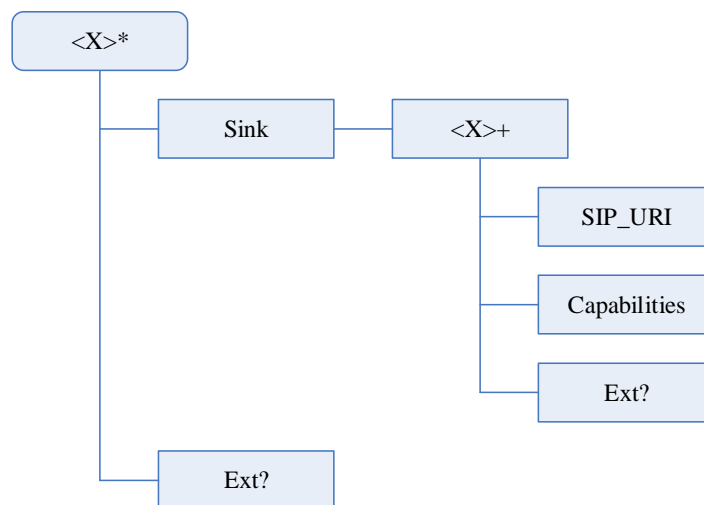 <X>*
Sink
<X>+
SIP_URI
Capabilities
Ext?
Ext?